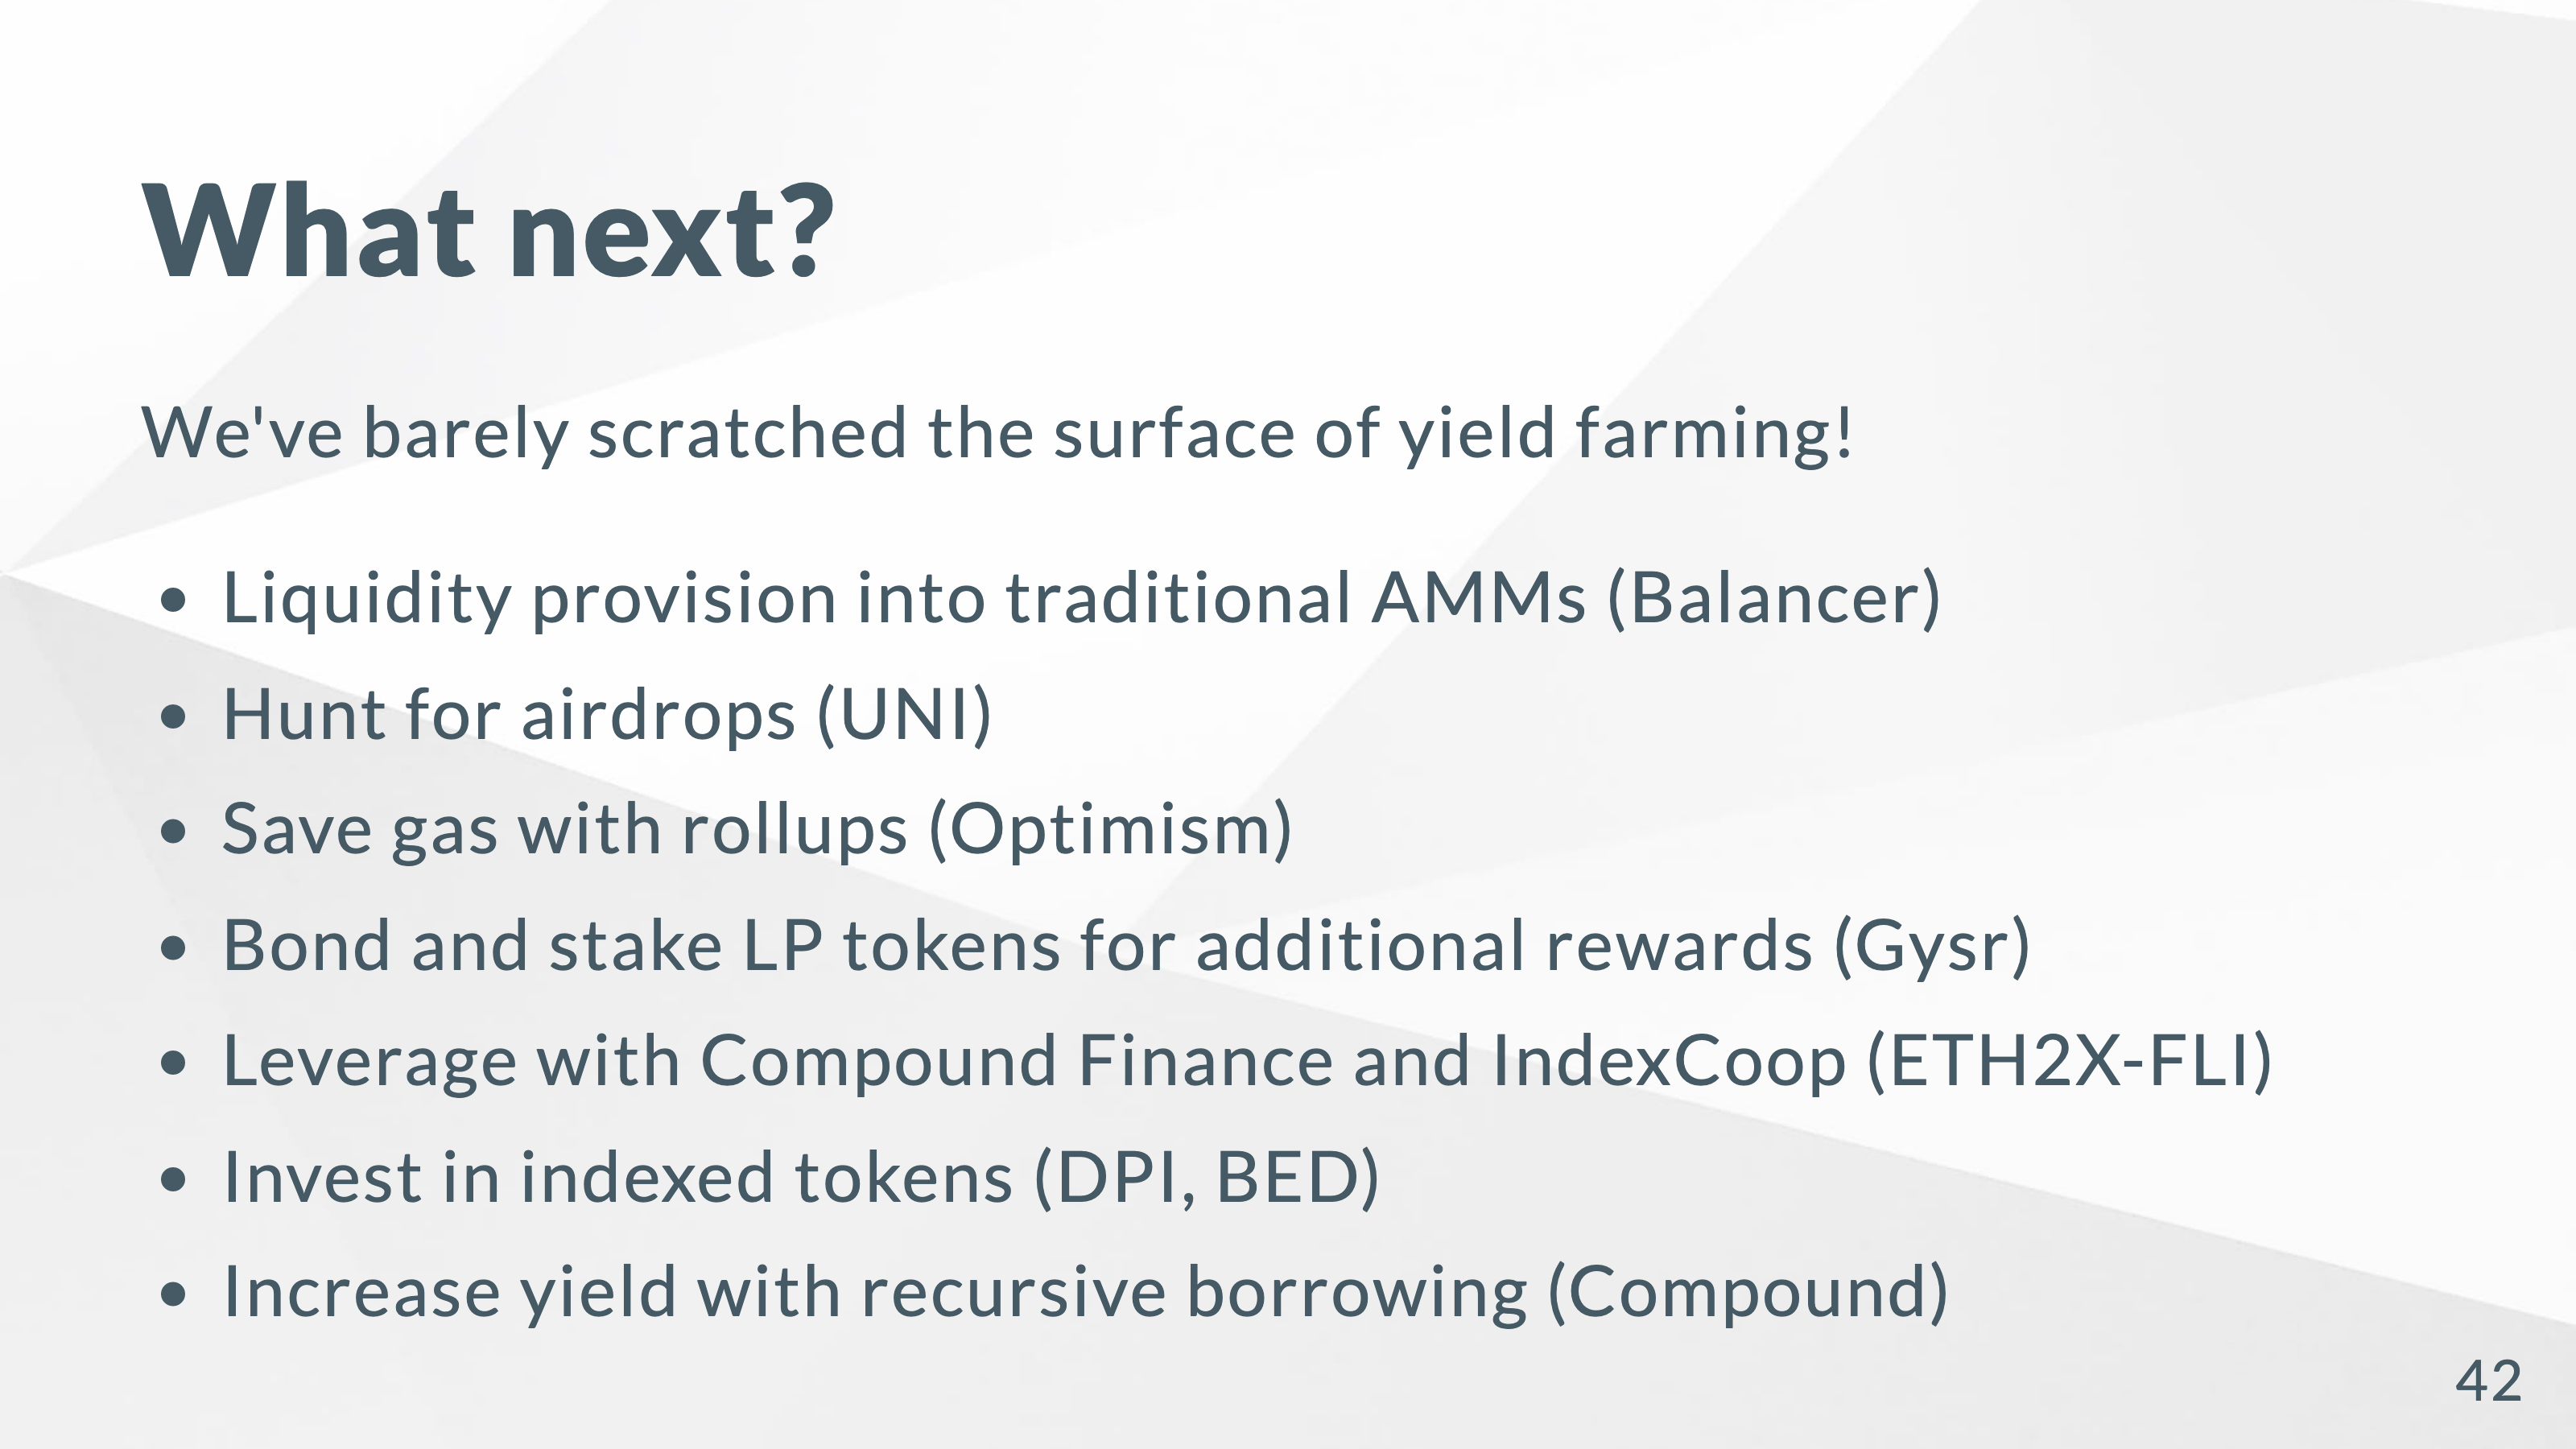 What next?
We've barely scratched the surface of yield farming!
• Liquidity provision into traditional AMMs (Balancer)
• Hunt for airdrops (UNI)
• Save gas with rollups (Optimism)
• Bond and stake LP tokens for additional rewards (Gysr)
• Leverage with Compound Finance and IndexCoop (ETH2X-FLI)
• Invest in indexed tokens (DPI, BED)
• Increase yield with recursive borrowing (Compound)
42